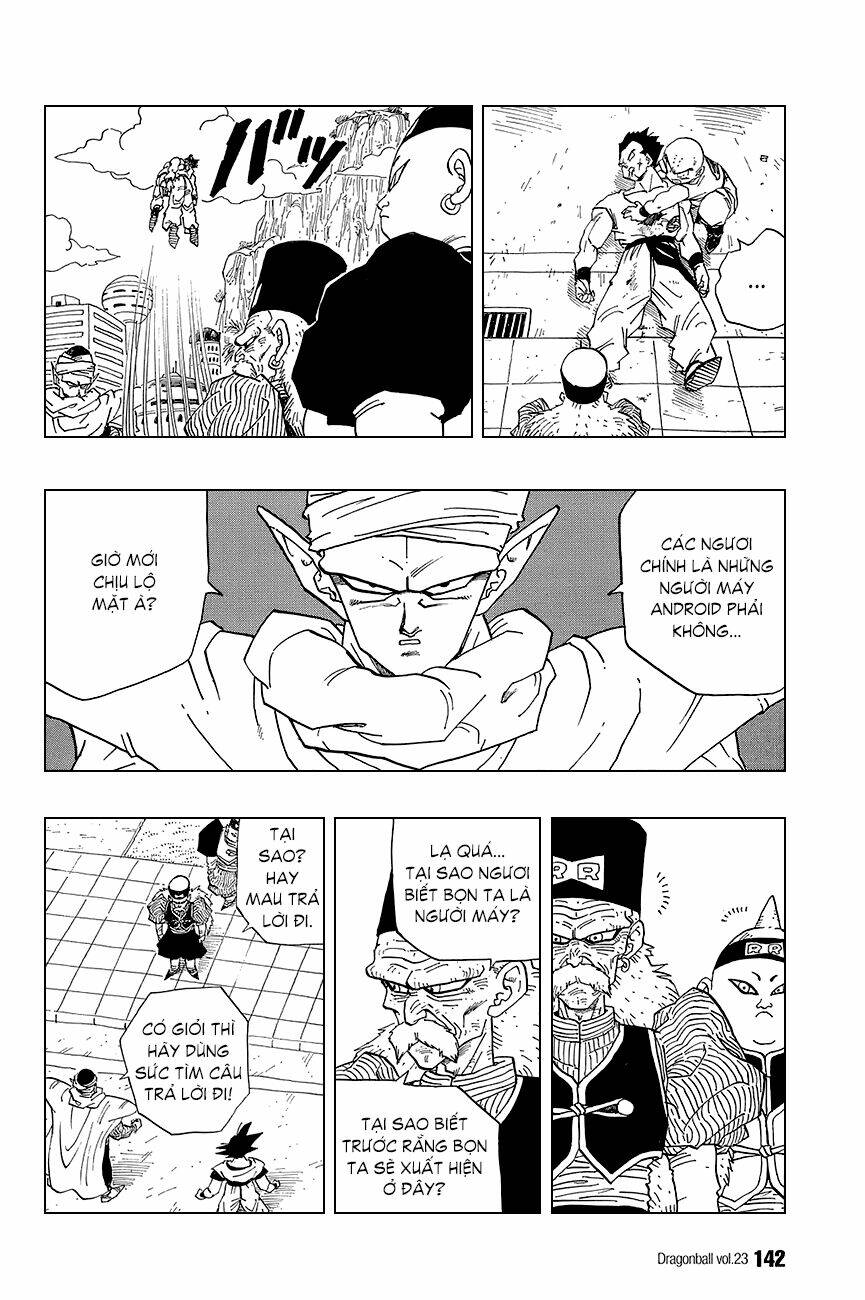 ...
バッ
CÁC NGƯƠI
CHÍNH LÀ NHỮNG
NGƯỜI MÁY
ANDROID PHẢI
KHÔNG...
GIỜ MỚI
CHỊU LỘ
MẶT À?
RR
RR
LẠ QUÁ...
TẠI SAO NGƯƠI
BIẾT BỌN TA LÀ
NGƯỜI MÁY?
TẠI SAO BIẾT
TRƯỚC RẰNG BỌN
TA SẼ XUẤT HIỆN
Ở ĐÂY?
TẠI
SAO?
HÃY
MAU TRẢ
LỜI ĐI.
CÓ GIỎI THÌ
HÃY DÙNG
SỨC TÌM CÂU
TRẢ LỜI ĐI!
Dragonball vol.23 142